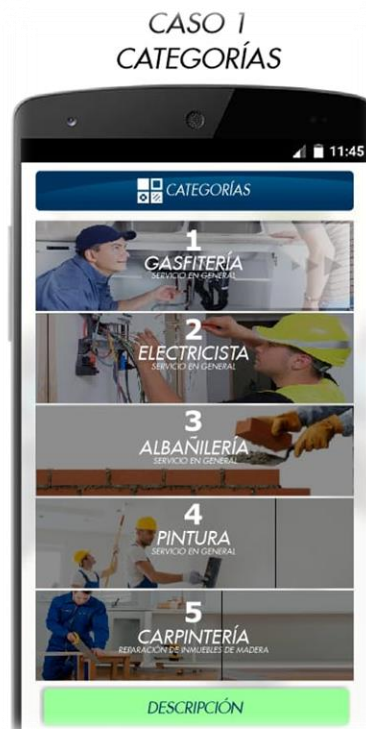 CASO 1
CATEGORÍAS
11:45
CATEGORÍAS
1
GASFITERÍA
SERVICIO EN GENERAL
2
ELECTRICISTA
SERVICIO EN GENERAL
3
ALBAÑILERÍA
SERVICIO EN GENERAL
4
PINTURA
SERVICIO EN GENERAL
5
CARPINTERÍA
REPARACIÓN DE INMUEBLES DE MADERA
DESCRIPCIÓN